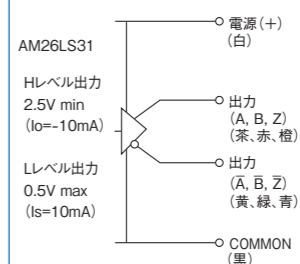 AM26LS31
Hレベル出力
2.5V min
(Io=-10mA)
Lレベル出力
0.5V max
(Is=10mA)
電源(+)
(白)
出力
(A, B, Z)
(茶、赤、橙)
出力
(A̅, B̅, Z̅)
(黄、緑、青)
COMMON
(黒)